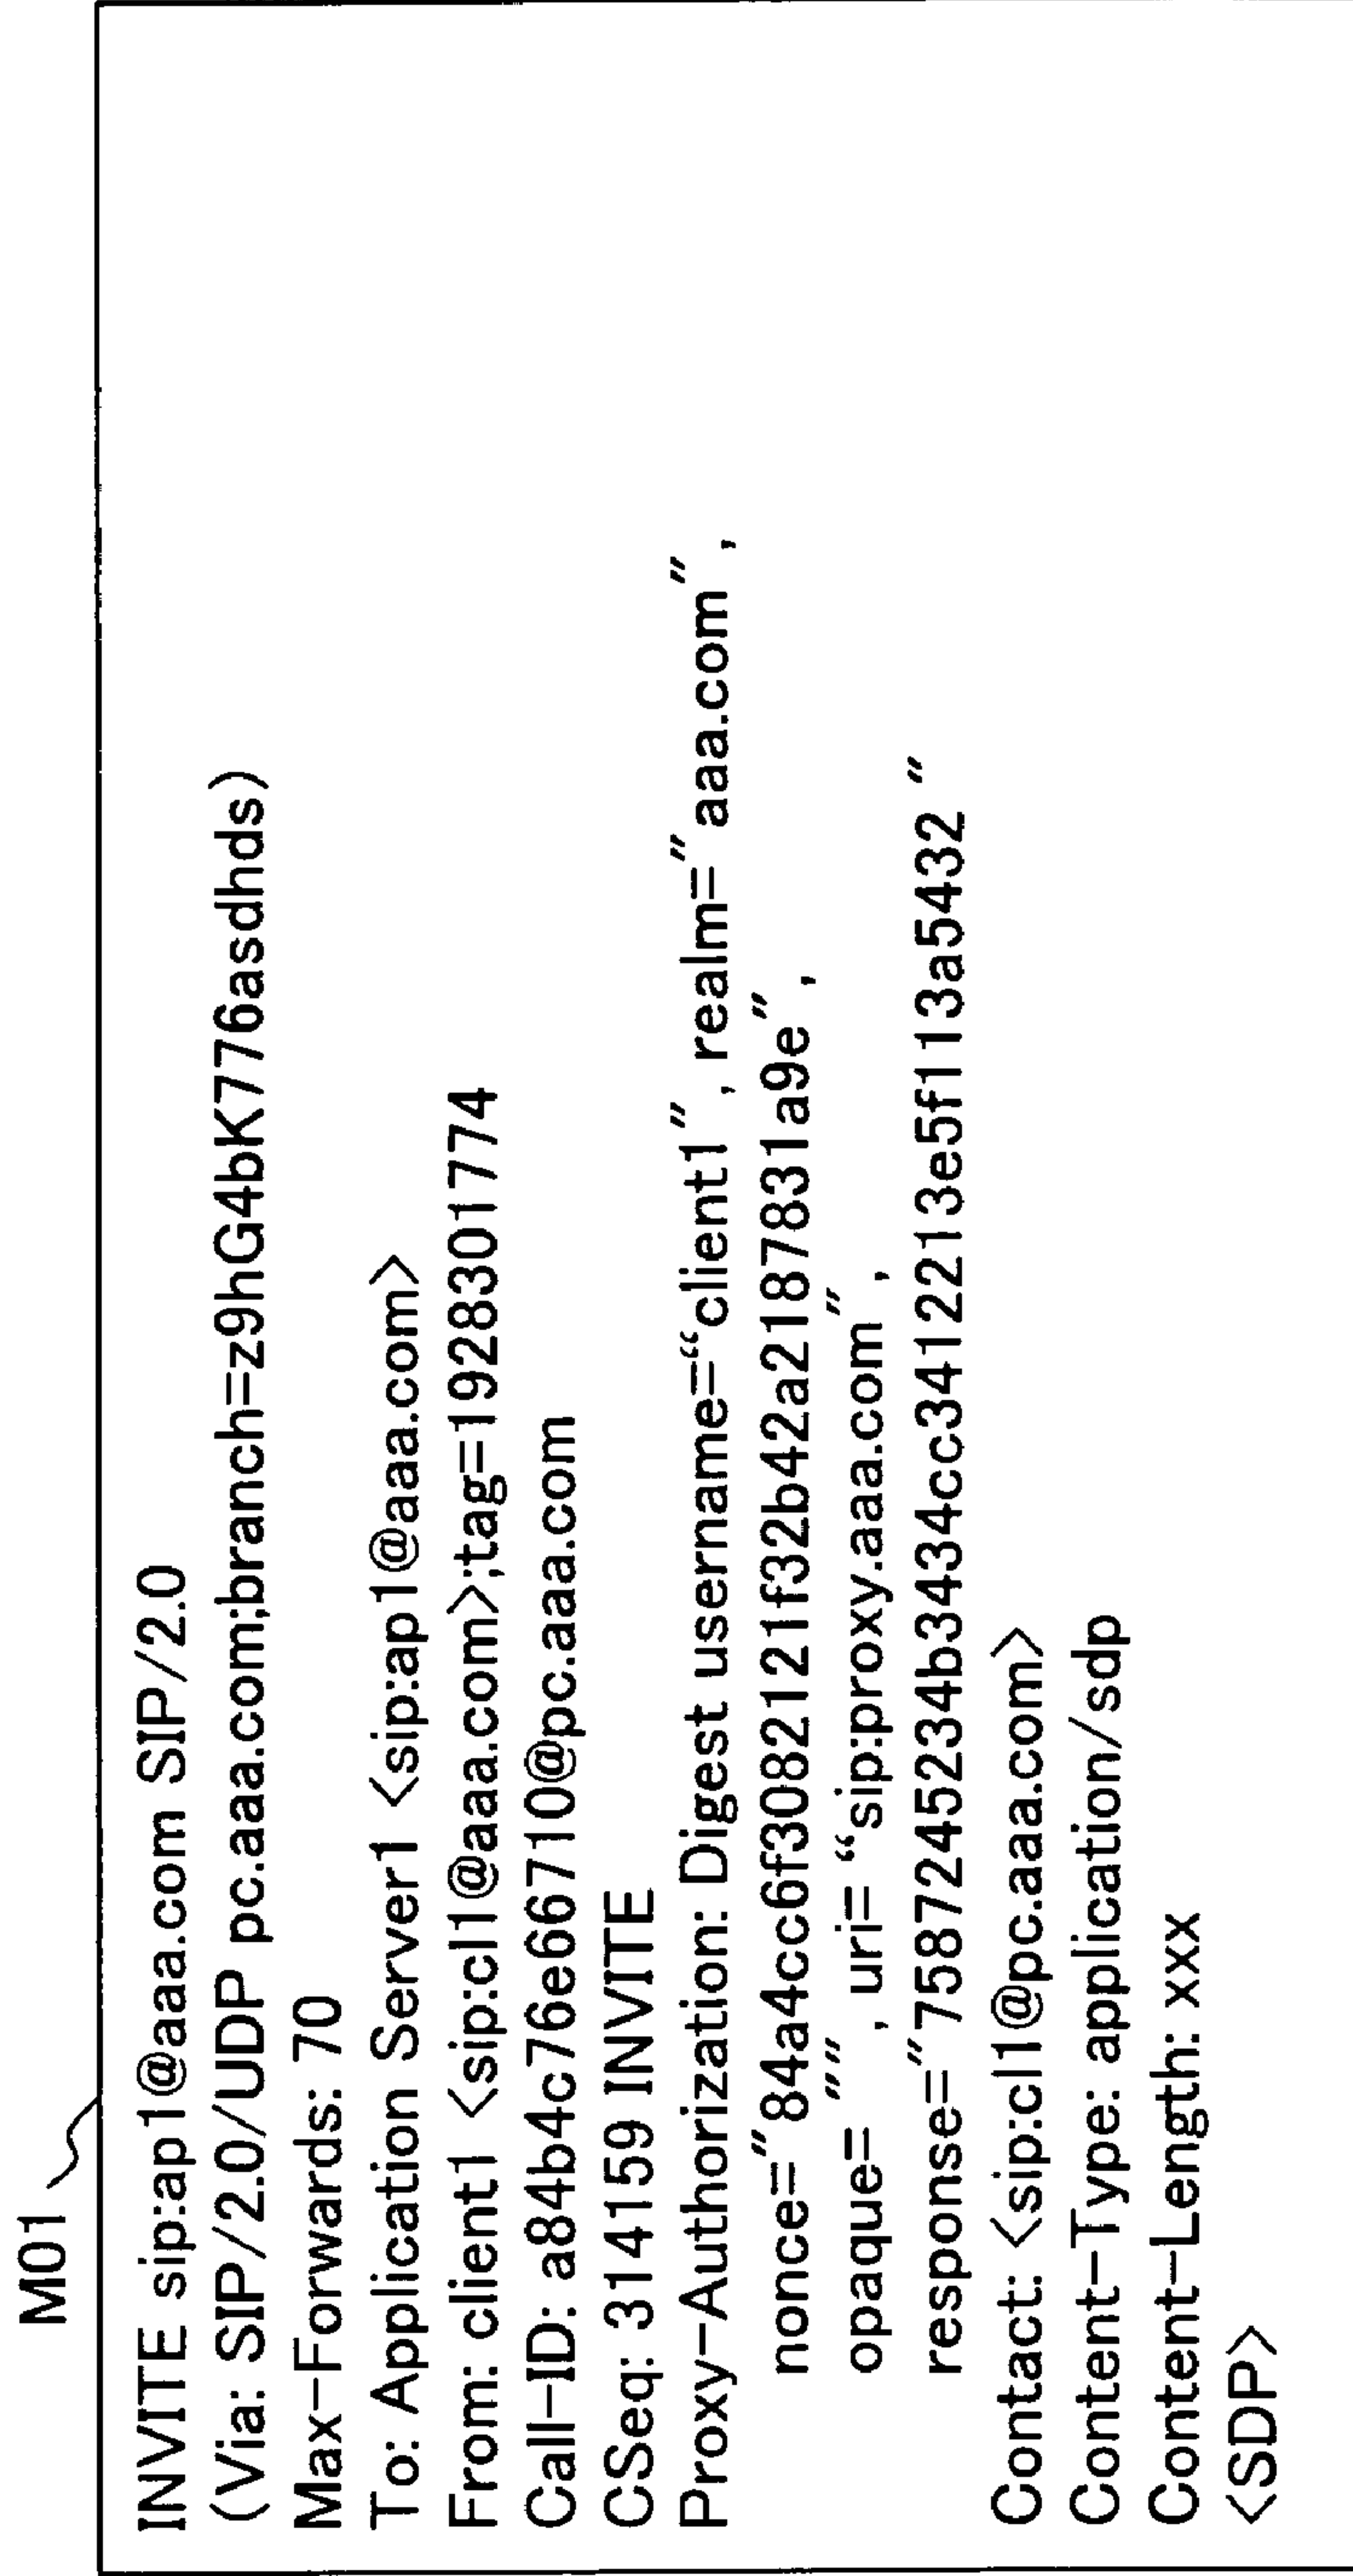 M01
INVITE sip:ap1@aaa.com SIP/2.0
(Via: SIP/2.0/UDP pc.aaa.com;branch=z9hG4bK776asdhds)
Max-Forwards: 70
To: Application Server1 <sip:ap1@aaa.com>
From: client1 <sip:cl1@aaa.com>;tag=1928301774
Call-ID: a84b4c76e66710@pc.aaa.com
CSeq: 314159 INVITE
Proxy-Authorization: Digest username="client1", realm="aaa.com",
nonce="84a4cc6f3082121f32b42a2187831a9e",
opaque="", uri="sip:proxy.aaa.com",
response="7587245234b3434cc3412213e5f113a5432"
Contact: <sip:cl1@pc.aaa.com>
Content-Type: application/sdp
Content-Length: xxx
<SDP>